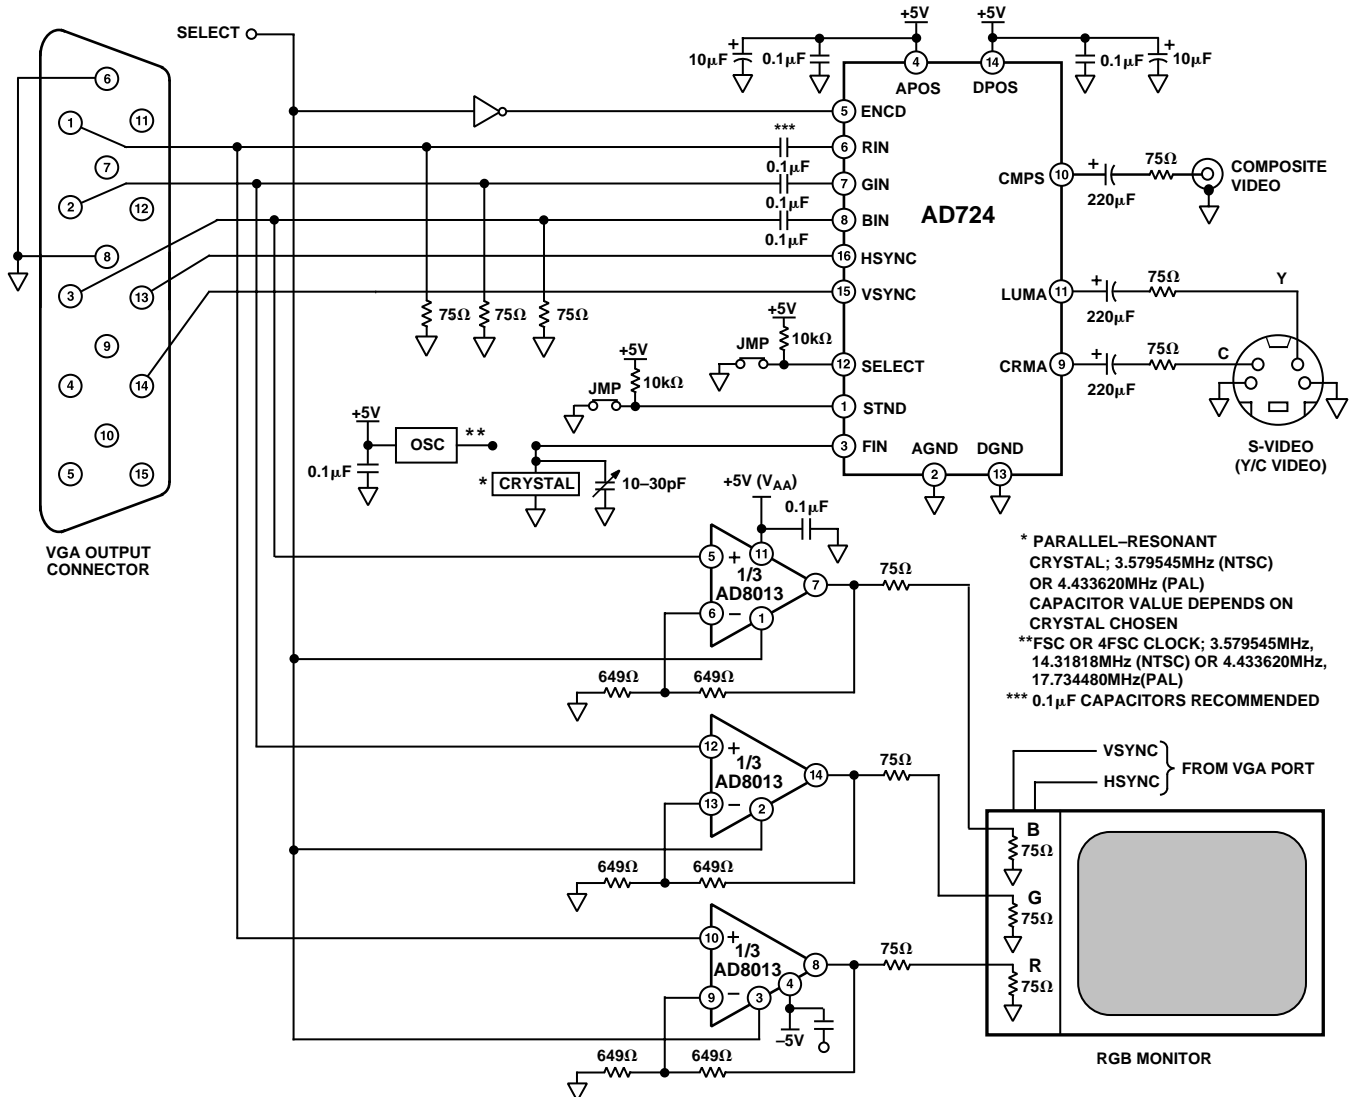 SELECT
+5V
+5V
10µF
+
0.1µF
4
14
0.1µF
+
10µF
APOS
DPOS
6
1
11
7
2
12
8
3
13
9
4
14
10
5
15
VGA OUTPUT
CONNECTOR
5
ENCD
***
6
RIN
0.1µF
7
GIN
0.1µF
8
BIN
0.1µF
16
HSYNC
15
VSYNC
AD724
CMPS
10
+
220µF
75Ω
COMPOSITE
VIDEO
LUMA
11
+
220µF
75Ω
Y
CRMA
9
+
220µF
75Ω
C
S-VIDEO
(Y/C VIDEO)
75Ω
75Ω
75Ω
+5V
10kΩ
JMP
12
SELECT
+5V
10kΩ
JMP
1
STND
3
FIN
AGND
DGND
2
13
+5V
OSC
**
0.1µF
*
CRYSTAL
10–30pF
+5V (VAA)
0.1µF
5
+
11
1/3
AD8013
7
6
–
1
75Ω
649Ω
649Ω
12
+
1/3
AD8013
14
13
–
2
75Ω
649Ω
649Ω
10
+
1/3
AD8013
8
9
–
3
4
–5V
75Ω
649Ω
649Ω
* PARALLEL–RESONANT
CRYSTAL; 3.579545MHz (NTSC)
OR 4.433620MHz (PAL)
CAPACITOR VALUE DEPENDS ON
CRYSTAL CHOSEN
**FSC OR 4FSC CLOCK; 3.579545MHz,
14.31818MHz (NTSC) OR 4.433620MHz,
17.734480MHz(PAL)
*** 0.1µF CAPACITORS RECOMMENDED
VSYNC
HSYNC
FROM VGA PORT
B
75Ω
G
75Ω
R
75Ω
RGB MONITOR